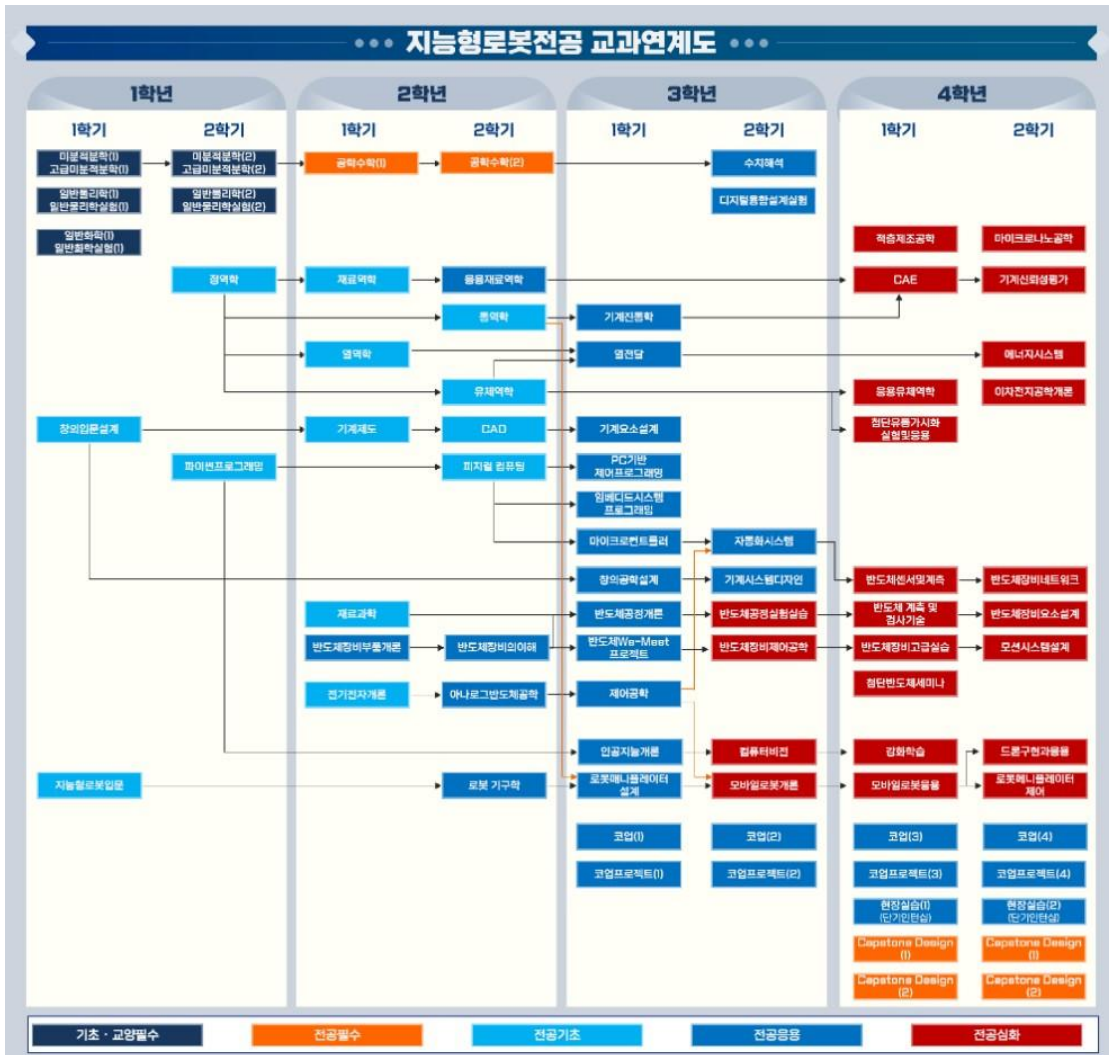 지능형로봇전공 교과연계도
1학년
2학년
3학년
4학년
1학기
2학기
1학기
2학기
1학기
2학기
1학기
2학기
미분적분학(1)
고급미분적분학(1)
미분적분학(2)
고급미분적분학(2)
공학수학(1)
공학수학(2)
수치해석
일반물리학(1)
일반물리학실험(1)
일반물리학(2)
일반물리학실험(2)
디지털통합설계실험
일반화학(1)
일반화학실험(1)
적층제조공학
마이크로나노공학
정역학
재료역학
응용재료역학
CAE
기계신뢰성평가
동역학
기계진동학
열역학
열전달
에너지시스템
유체역학
응용유체역학
이차전지공학개론
창의입문설계
기계제도
CAD
기계요소설계
첨단유동가시화
실험및응용
파이썬프로그래밍
피지컬 컴퓨팅
PC기반
제어프로그래밍
임베디드시스템
프로그래밍
마이크로컨트롤러
자동화시스템
창의공학설계
기계시스템디자인
반도체센서및계측
반도체장비네트워크
재료과학
반도체공정개론
반도체공정실험실습
반도체 계측 및
검사기술
반도체장비요소설계
반도체장비부품개론
반도체장비의이해
반도체We-Meet
프로젝트
반도체장비제어공학
반도체장비고급실습
모션시스템설계
전기전자개론
아나로그반도체공학
제어공학
첨단반도체세미나
인공지능개론
컴퓨터비전
강화학습
드론구현과응용
지능형로봇입문
로봇 기구학
로봇매니퓰레이터
설계
모바일로봇개론
모바일로봇응용
로봇메니퓰레이터
제어
코업(1)
코업(2)
코업(3)
코업(4)
코업프로젝트(1)
코업프로젝트(2)
코업프로젝트(3)
코업프로젝트(4)
현장실습(1)
(단기인턴십)
현장실습(2)
(단기인턴십)
Capstone Design
(1)
Capstone Design
(1)
Capstone Design
(2)
Capstone Design
(2)
기초 · 교양필수
전공필수
전공기초
전공응용
전공심화